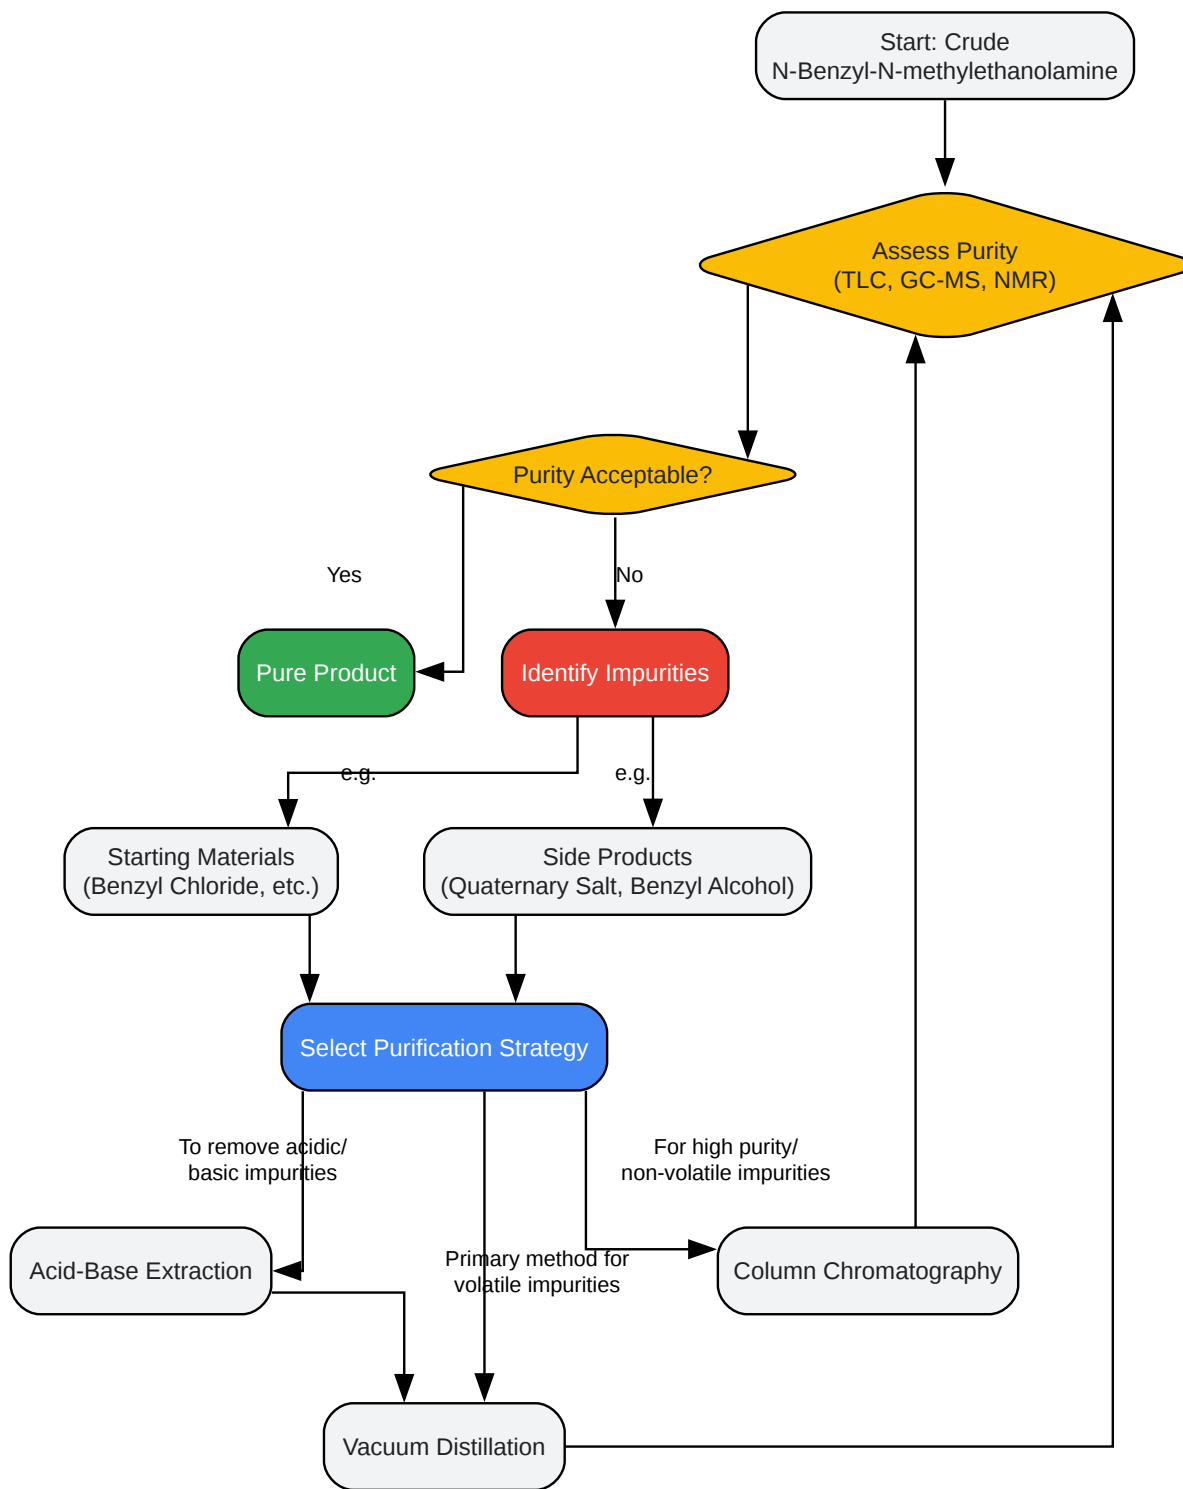 Start: Crude
N-Benzyl-N-methylethanolamine
Assess Purity
(TLC, GC-MS, NMR)
Purity Acceptable?
Yes
No
Pure Product
Identify Impurities
e.g.
e.g.
Starting Materials
(Benzyl Chloride, etc.)
Side Products
(Quaternary Salt, Benzyl Alcohol)
Select Purification Strategy
To remove acidic/
basic impurities
For high purity/
non-volatile impurities
Acid-Base Extraction
Primary method for
volatile impurities
Column Chromatography
Vacuum Distillation